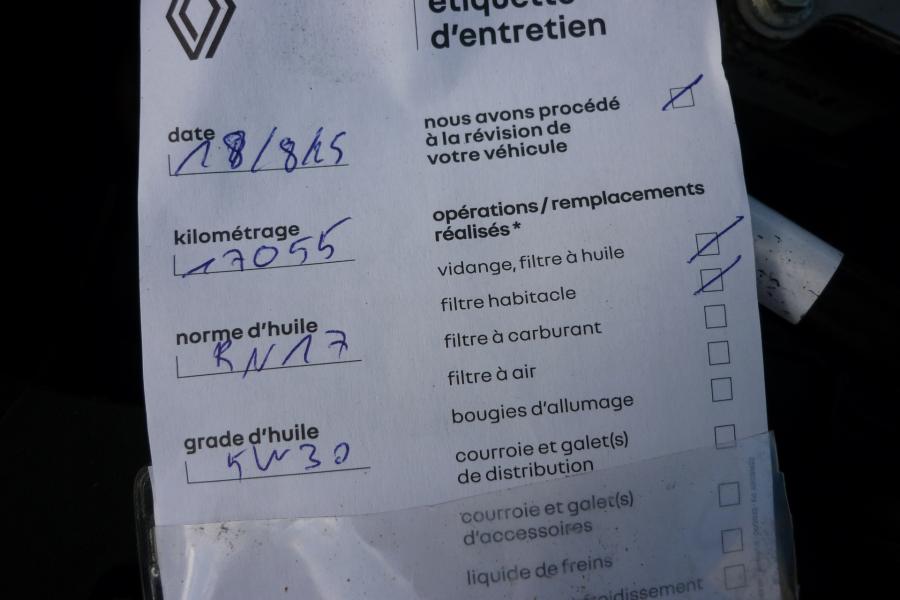 étiquette
d'entretien
nous avons procédé
à la révision de
votre véhicule
date
18/8/25
kilométrage
17055
norme d'huile
RN17
grade d'huile
5W30
opérations/remplacements
réalisés*
vidange, filtre à huile
filtre habitacle
filtre à carburant
filtre à air
bougies d'allumage
courroie et galet(s)
de distribution
courroie et galet(s)
d'accessoires
liquide de freins